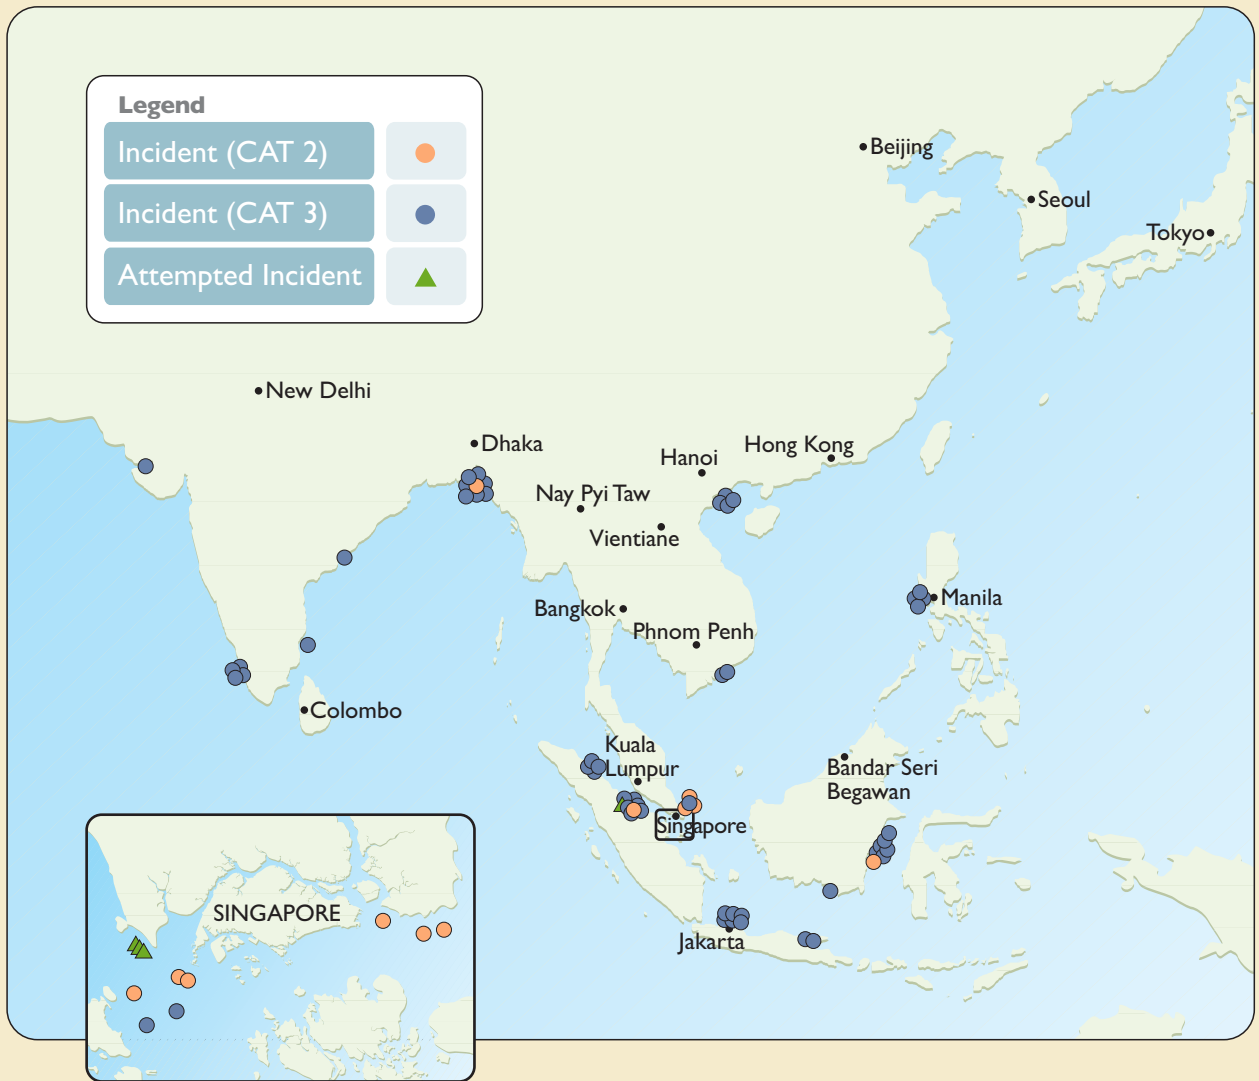 Legend
Incident (CAT 2)
Incident (CAT 3)
Attempted Incident
Beijing
Seoul
Tokyo
New Delhi
Dhaka
Hanoi
Hong Kong
Nay Pyi Taw
Vientiane
Bangkok
Manila
Phnom Penh
Colombo
Kuala
Lumpur
Bandar Seri
Begawan
Singapore
SINGAPORE
Jakarta